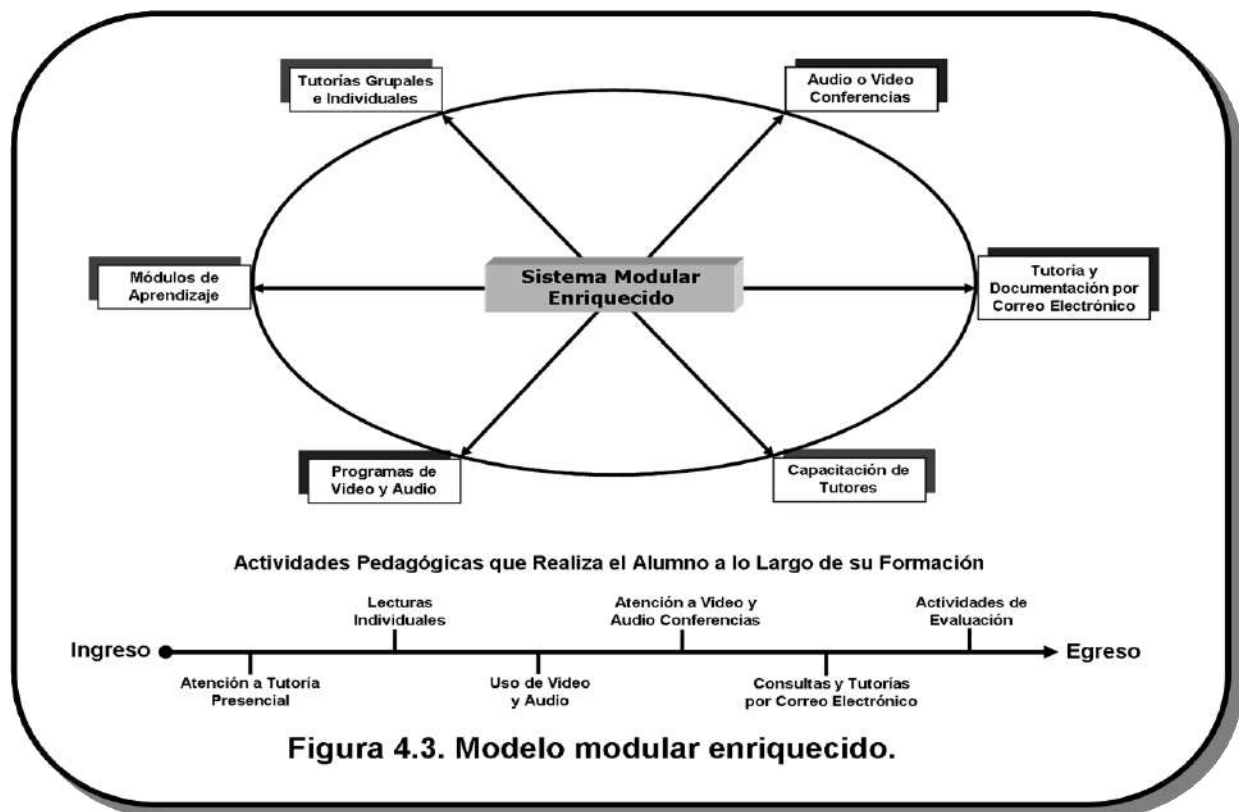 Tutorías Grupales
e Individuales
Audio o Video
Conferencias
Módulos de
Aprendizaje
Sistema Modular
Enriquecido
Tutoría y
Documentación por
Correo Electrónico
Programas de
Video y Audio
Capacitación de
Tutores
Actividades Pedagógicas que Realiza el Alumno a lo Largo de su Formación
Lecturas
Individuales
Atención a Video y
Audio Conferencias
Actividades de
Evaluación
Ingreso
Egreso
Atención a Tutoría
Presencial
Uso de Video
y Audio
Consultas y Tutorías
por Correo Electrónico
Figura 4.3. Modelo modular enriquecido.